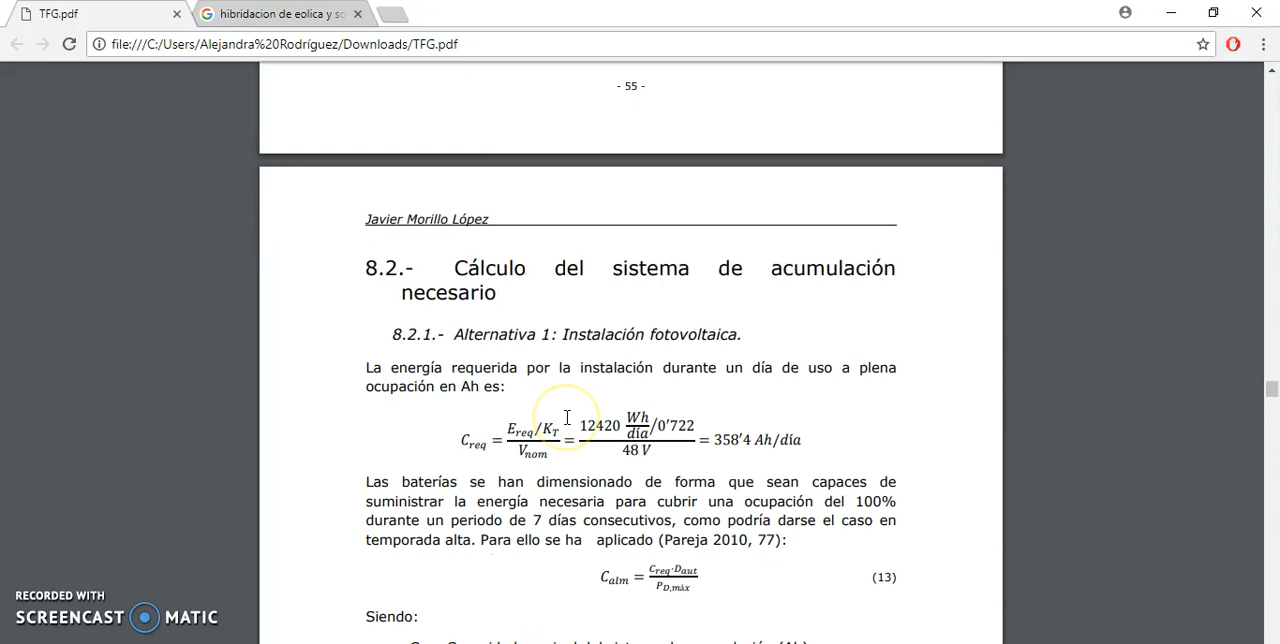 TFG.pdf
hibridacion de eolica y so
file:///C:/Users/Alejandra%20Rodríguez/Downloads/TFG.pdf
- 55 -
Javier Morillo López
8.2.- Cálculo del sistema de acumulación
necesario
8.2.1.- Alternativa 1: Instalación fotovoltaica.
La energía requerida por la instalación durante un día de uso a plena
ocupación en Ah es:
C_req = (E_req/K_T)/V_nom = (12420 Wh/día/0'722)/48 V = 358'4 Ah/día
Las baterías se han dimensionado de forma que sean capaces de
suministrar la energía necesaria para cubrir una ocupación del 100%
durante un periodo de 7 días consecutivos, como podría darse el caso en
temporada alta. Para ello se ha aplicado (Pareja 2010, 77):
C_alm = (C_req·D_aut)/P_D,máx (13)
Siendo:
RECORDED WITH
SCREENCAST MATIC